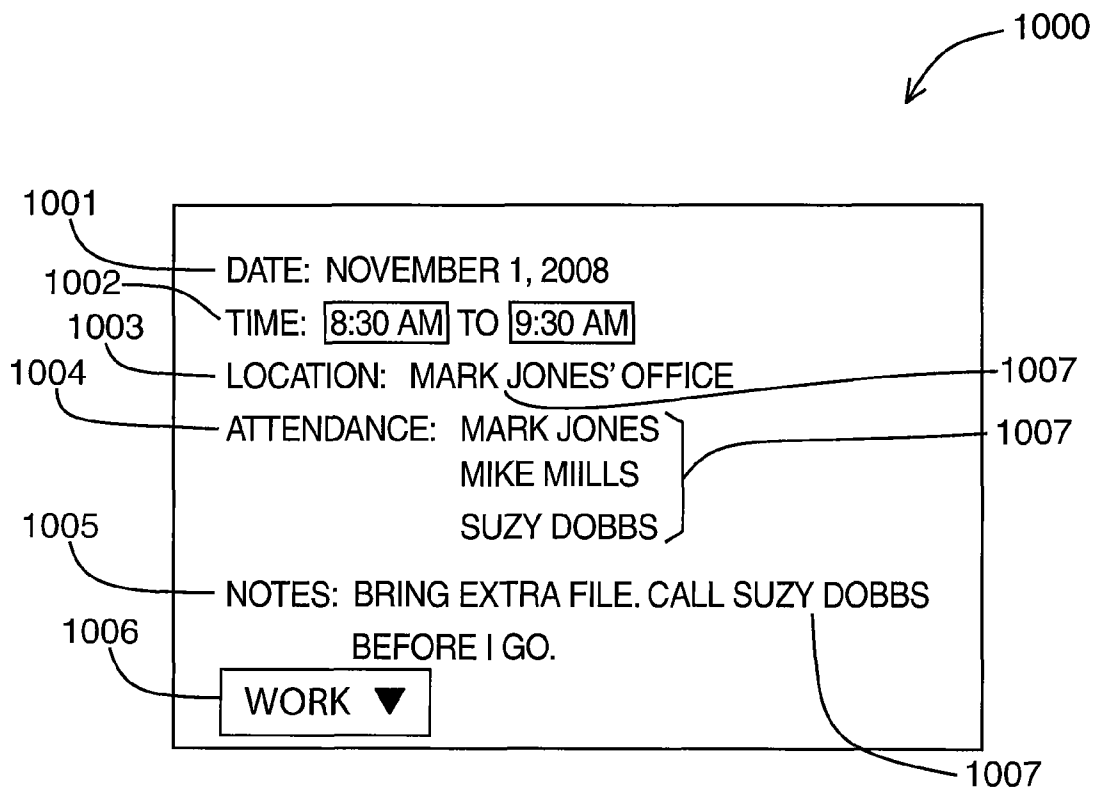 1000
1001
DATE: NOVEMBER 1, 2008
1002
TIME: 8:30 AM TO 9:30 AM
1003
LOCATION: MARK JONES' OFFICE
1007
1004
ATTENDANCE: MARK JONES
1007
MIKE MIILLS
SUZY DOBBS
1005
NOTES: BRING EXTRA FILE. CALL SUZY DOBBS
BEFORE I GO.
1006
WORK ▼
1007